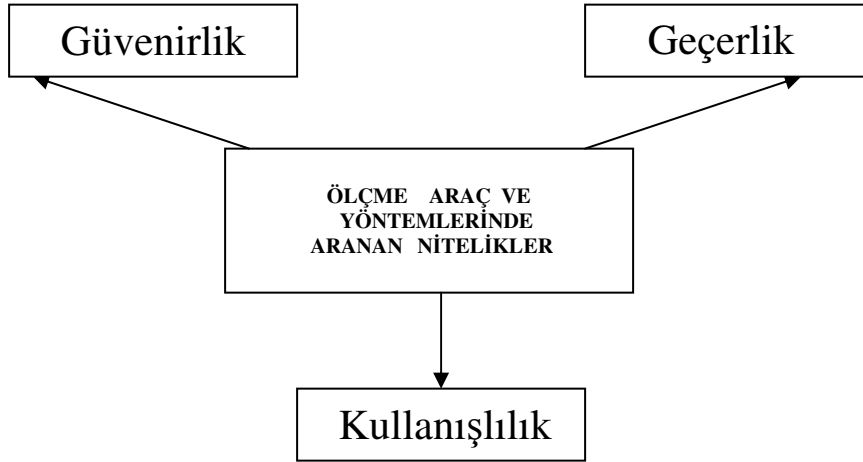 Güvenirlik
Geçerlik
ÖLÇME ARAÇ VE
YÖNTEMLERİNDE
ARANAN NİTELİKLER
Kullanışlılık